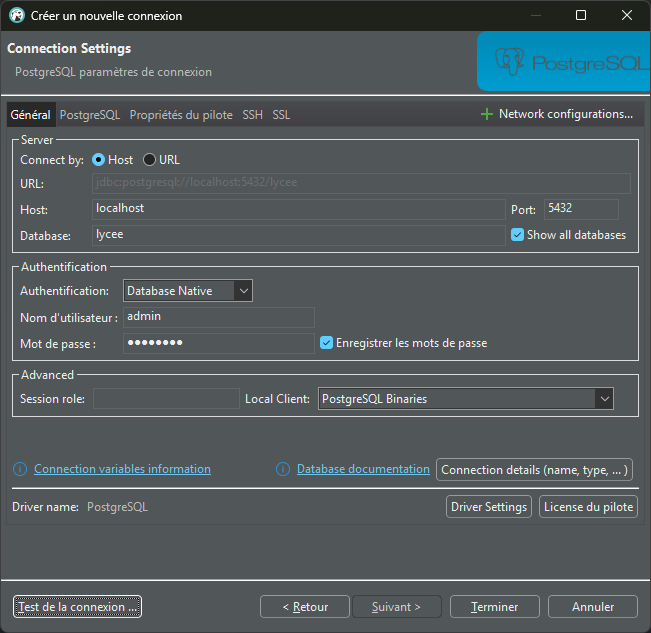 Créer un nouvelle connexion
Connection Settings
PostgreSQL paramètres de connexion
PostgreSQL
Général PostgreSQL Propriétés du pilote SSH SSL Network configurations...
Server
Connect by: Host URL
URL: jdbc:postgresql://localhost:5432/lycee
Host: localhost Port: 5432
Database: lycee Show all databases
Authentification
Authentification: Database Native
Nom d'utilisateur : admin
Mot de passe : ●●●●●●●● Enregistrer les mots de passe
Advanced
Session role: Local Client: PostgreSQL Binaries
Connection variables information Database documentation Connection details (name, type, ... )
Driver name: PostgreSQL Driver Settings License du pilote
Test de la connexion ... < Retour Suivant > Terminer Annuler